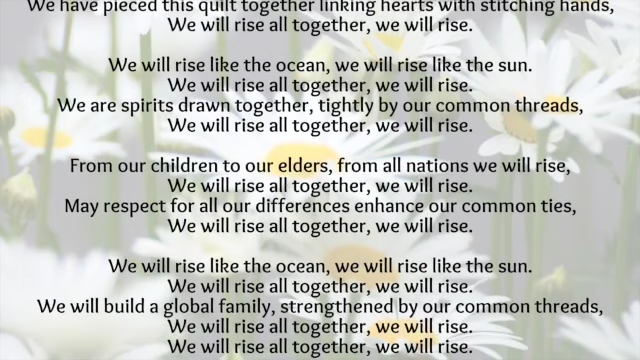 We have pieced this quilt together linking hearts with stitching hands,
We will rise all together, we will rise.
We will rise like the ocean, we will rise like the sun.
We will rise all together, we will rise.
We are spirits drawn together, tightly by our common threads,
We will rise all together, we will rise.
From our children to our elders, from all nations we will rise,
We will rise all together, we will rise.
May respect for all our differences enhance our common ties,
We will rise all together, we will rise.
We will rise like the ocean, we will rise like the sun.
We will rise all together, we will rise.
We will build a global family, strengthened by our common threads,
We will rise all together, we will rise.
We will rise all together, we will rise.